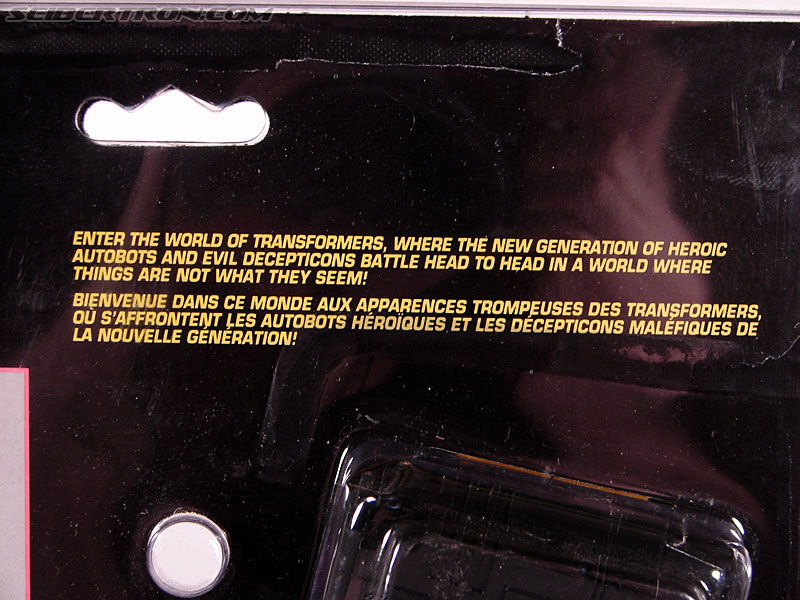 SEIBERTRON.COM
ENTER THE WORLD OF TRANSFORMERS, WHERE THE NEW GENERATION OF HEROIC
AUTOBOTS AND EVIL DECEPTICONS BATTLE HEAD TO HEAD IN A WORLD WHERE
THINGS ARE NOT WHAT THEY SEEM!
BIENVENUE DANS CE MONDE AUX APPARENCES TROMPEUSES DES TRANSFORMERS,
OÙ S'AFFRONTENT LES AUTOBOTS HÉROÏQUES ET LES DÉCEPTICONS MALÉFIQUES DE
LA NOUVELLE GÉNÉRATION!